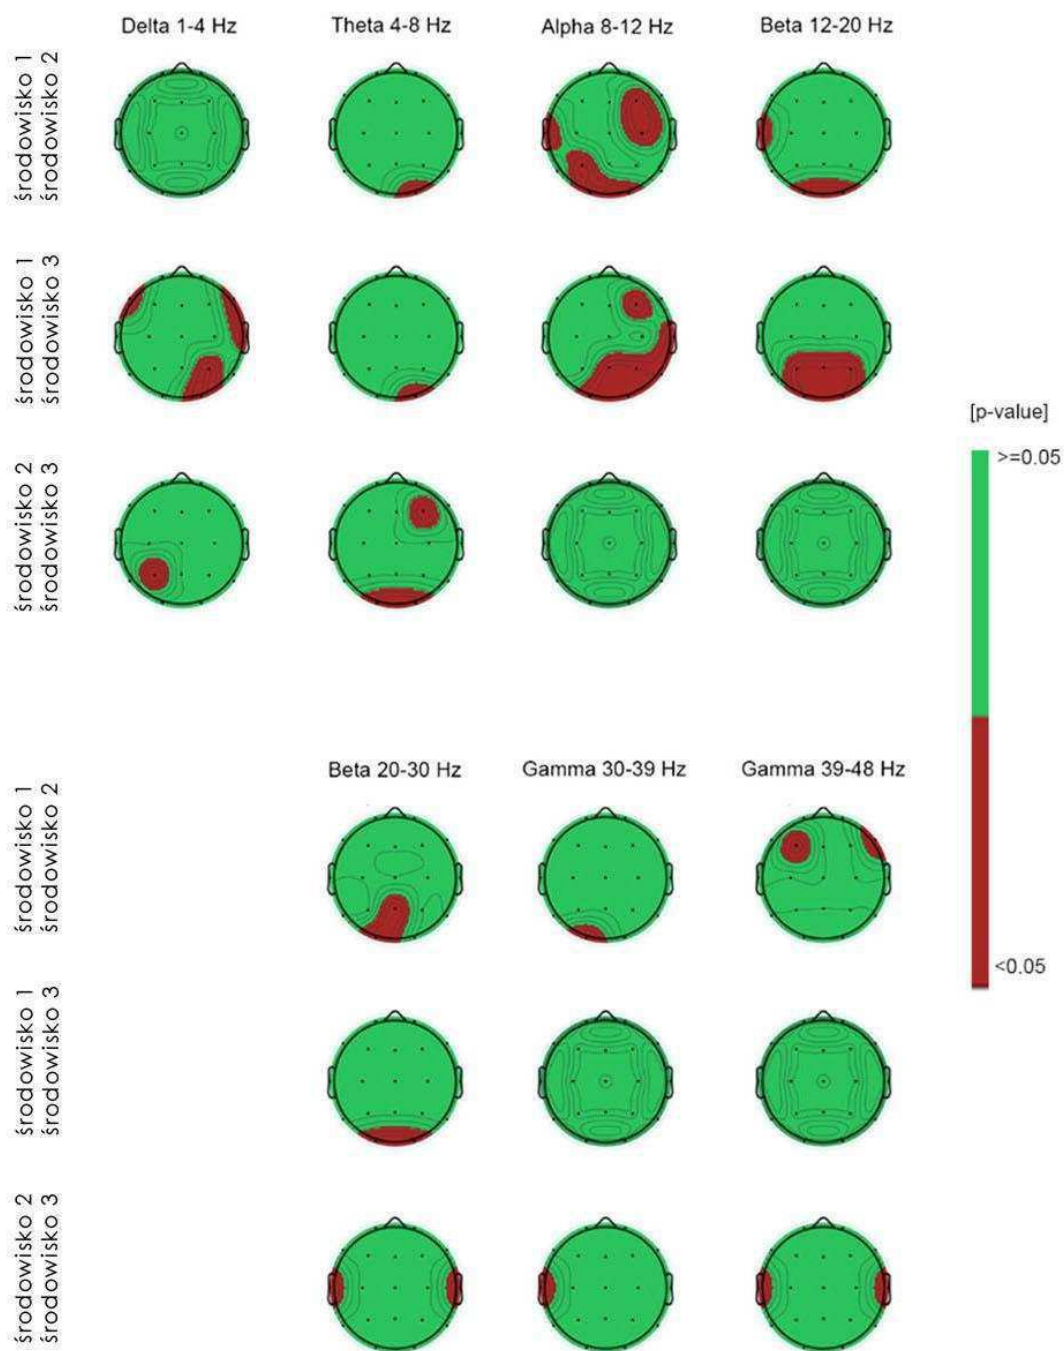 Delta 1-4 Hz
Theta 4-8 Hz
Alpha 8-12 Hz
Beta 12-20 Hz
środowisko 1
środowisko 2
środowisko 1
środowisko 3
środowisko 2
środowisko 3
[p-value]
>=0.05
<0.05
Beta 20-30 Hz
Gamma 30-39 Hz
Gamma 39-48 Hz
środowisko 1
środowisko 2
środowisko 1
środowisko 3
środowisko 2
środowisko 3